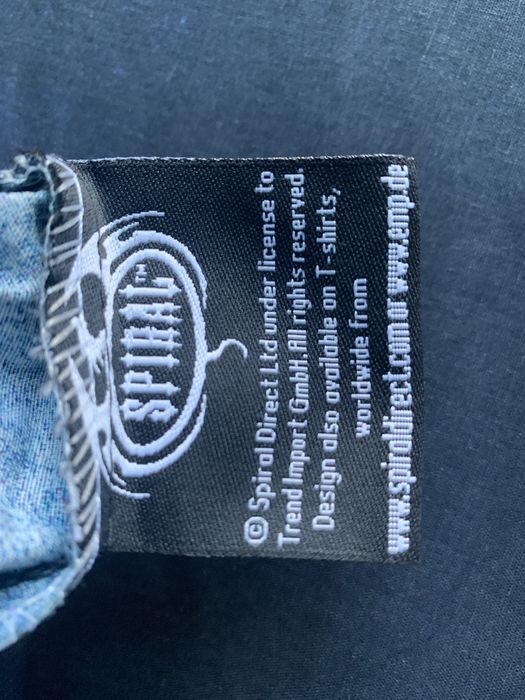 SPIRAL™
© Spiral Direct Ltd under license to
Trend Import GmbH.All rights reserved.
Design also available on T-shirts,
worldwide from
www.spiraldirect.com or www.emp.de